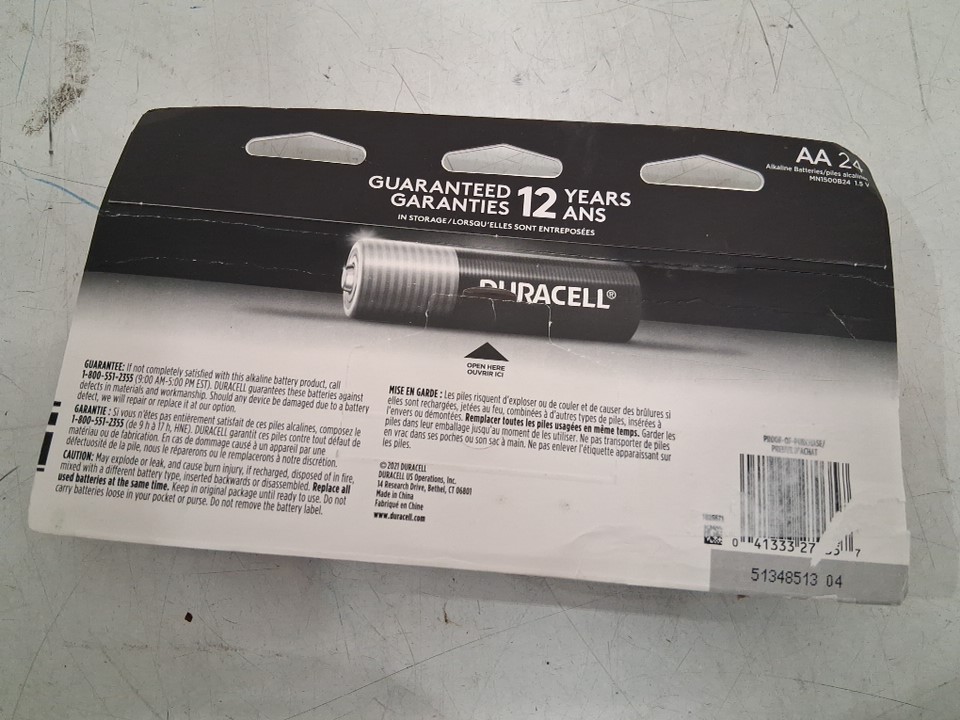 AA 24
Alkaline Batteries/piles alcalines
MN1500B24 1.5 V
GUARANTEED
GARANTIES
12
YEARS
ANS
IN STORAGE/LORSQU'ELLES SONT ENTREPOSÉES
DURACELL®
OPEN HERE
OUVRIR ICI
GUARANTEE: If not completely satisfied with this alkaline battery product, call
1-800-551-2355 (9:00 AM-5:00 PM EST). DURACELL guarantees these batteries against
defects in materials and workmanship. Should any device be damaged due to a battery
defect, we will repair or replace it at our option.
GARANTIE : Si vous n'êtes pas entièrement satisfait de ces piles alcalines, composez le
1-800-551-2355 (de 9 h à 17 h, HNE). DURACELL garantit ces piles contre tout défaut de
matériau ou de fabrication. En cas de dommage causé à un appareil par une
défectuosité de la pile, nous le réparerons ou le remplacerons à notre discrétion.
CAUTION: May explode or leak, and cause burn injury, if recharged, disposed of in fire,
mixed with a different battery type, inserted backwards or disassembled. Replace all
used batteries at the same time. Keep in original package until ready to use. Do not
carry batteries loose in your pocket or purse. Do not remove the battery label.
MISE EN GARDE : Les piles risquent d'exploser ou de couler et de causer des brûlures si
elles sont rechargées, jetées au feu, combinées à d'autres types de piles, insérées à
l'envers ou démontées. Remplacer toutes les piles usagées en même temps. Garder les
piles dans leur emballage jusqu'au moment de les utiliser. Ne pas transporter de piles
en vrac dans ses poches ou son sac à main. Ne pas enlever l'étiquette apparaissant sur
les piles.
©2021 DURACELL
DURACELL US Operations, Inc.
14 Research Drive, Bethel, CT 06801
Made in China
Fabriqué en Chine
www.duracell.com
PROOF-OF-PURCHASE/
PREUVE D'ACHAT
0 41333 27 7
51348513 04